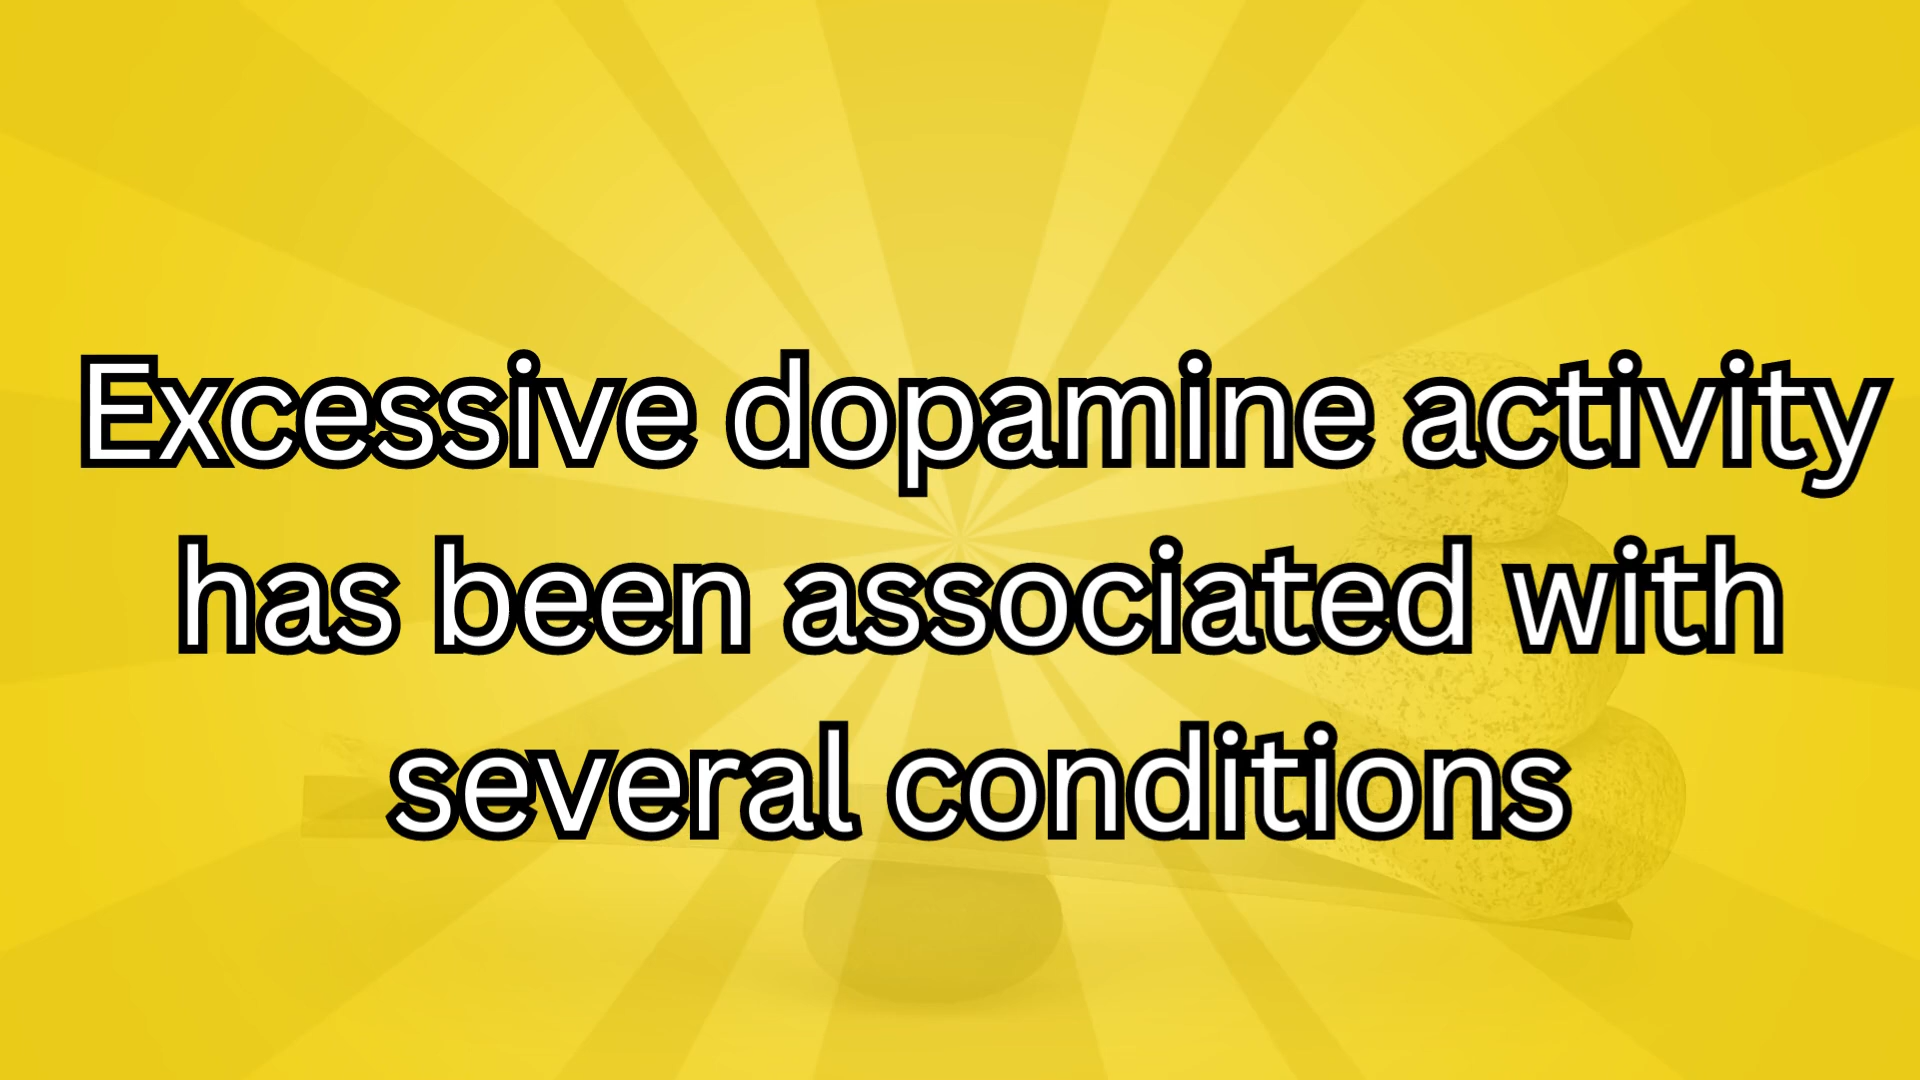 Excessive dopamine activity
has been associated with
several conditions